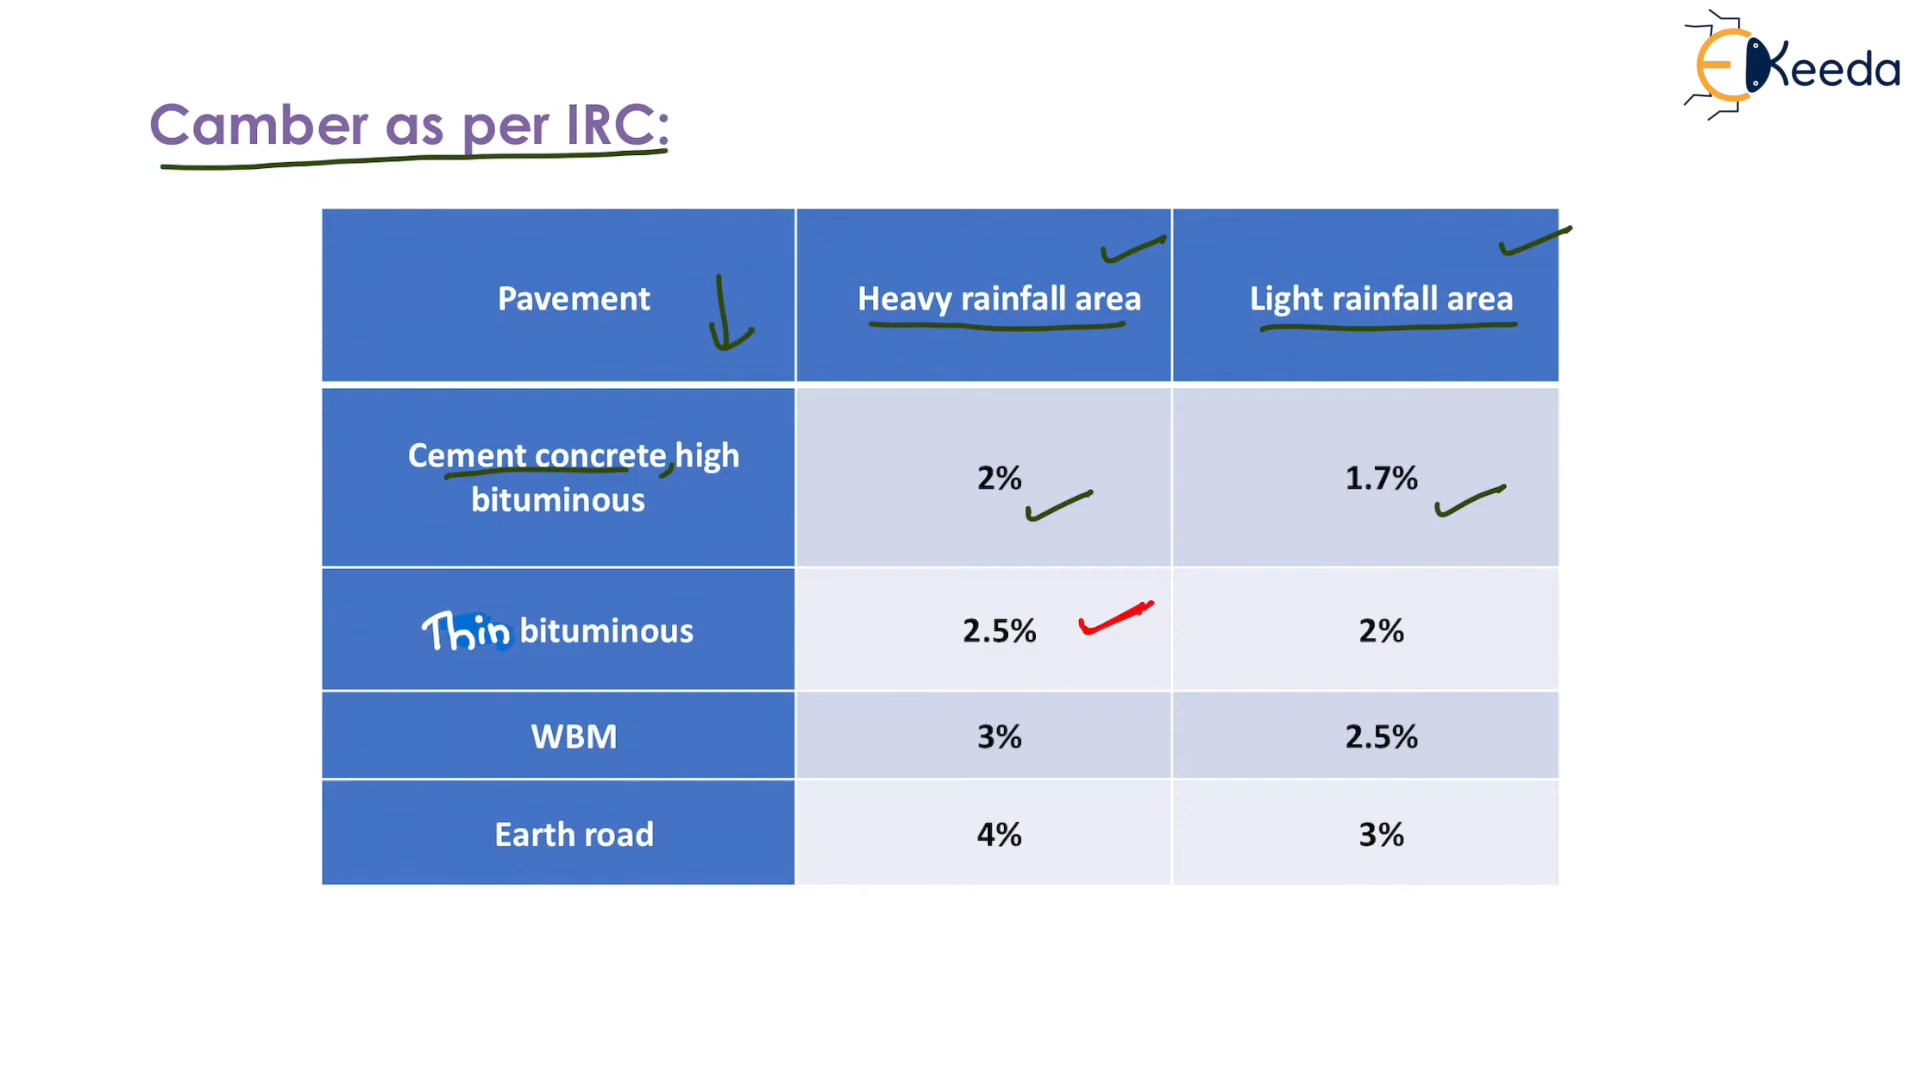 EKeeda
Camber as per IRC:
Pavement
Heavy rainfall area
Light rainfall area
Cement concrete, high
bituminous
2%
1.7%
Thin bituminous
2.5%
2%
WBM
3%
2.5%
Earth road
4%
3%